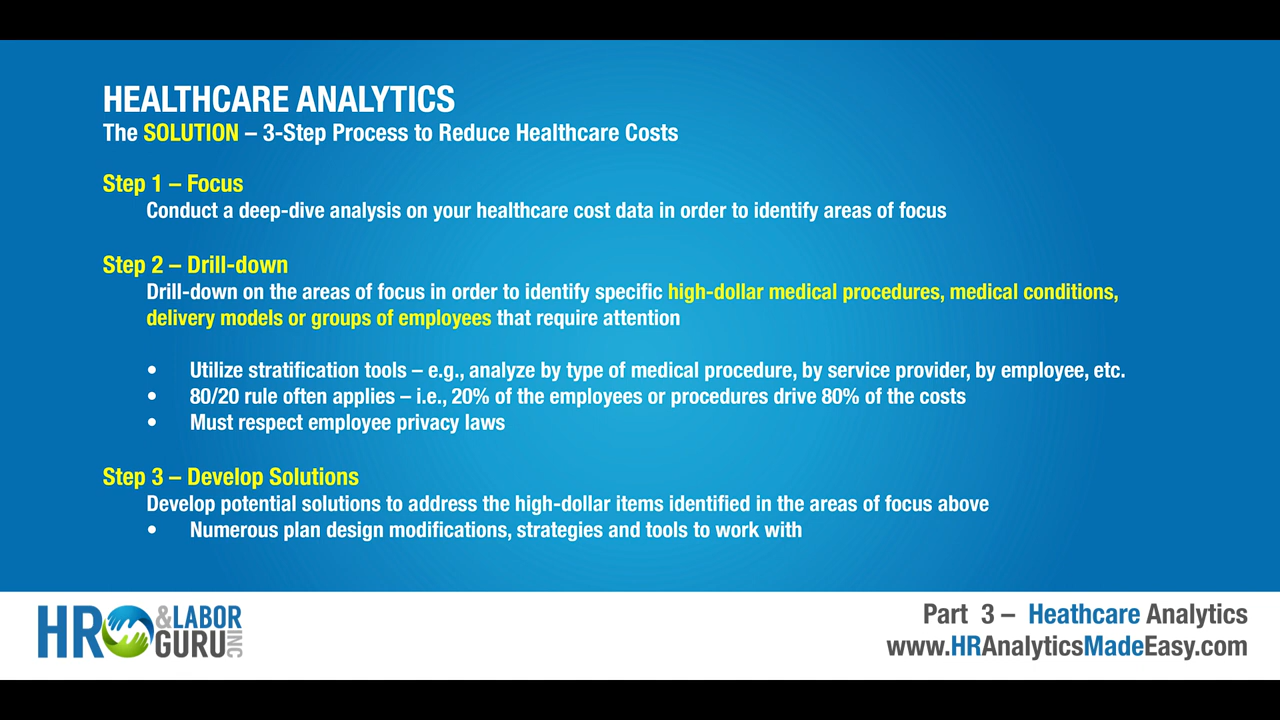 HEALTHCARE ANALYTICS
The SOLUTION – 3-Step Process to Reduce Healthcare Costs
Step 1 – Focus
Conduct a deep-dive analysis on your healthcare cost data in order to identify areas of focus
Step 2 – Drill-down
Drill-down on the areas of focus in order to identify specific high-dollar medical procedures, medical conditions,
delivery models or groups of employees that require attention
• Utilize stratification tools – e.g., analyze by type of medical procedure, by service provider, by employee, etc.
• 80/20 rule often applies – i.e., 20% of the employees or procedures drive 80% of the costs
• Must respect employee privacy laws
Step 3 – Develop Solutions
Develop potential solutions to address the high-dollar items identified in the areas of focus above
• Numerous plan design modifications, strategies and tools to work with
HR &LABOR
GURU INC
Part 3 – Heathcare Analytics
www.HRAnalyticsMadeEasy.com